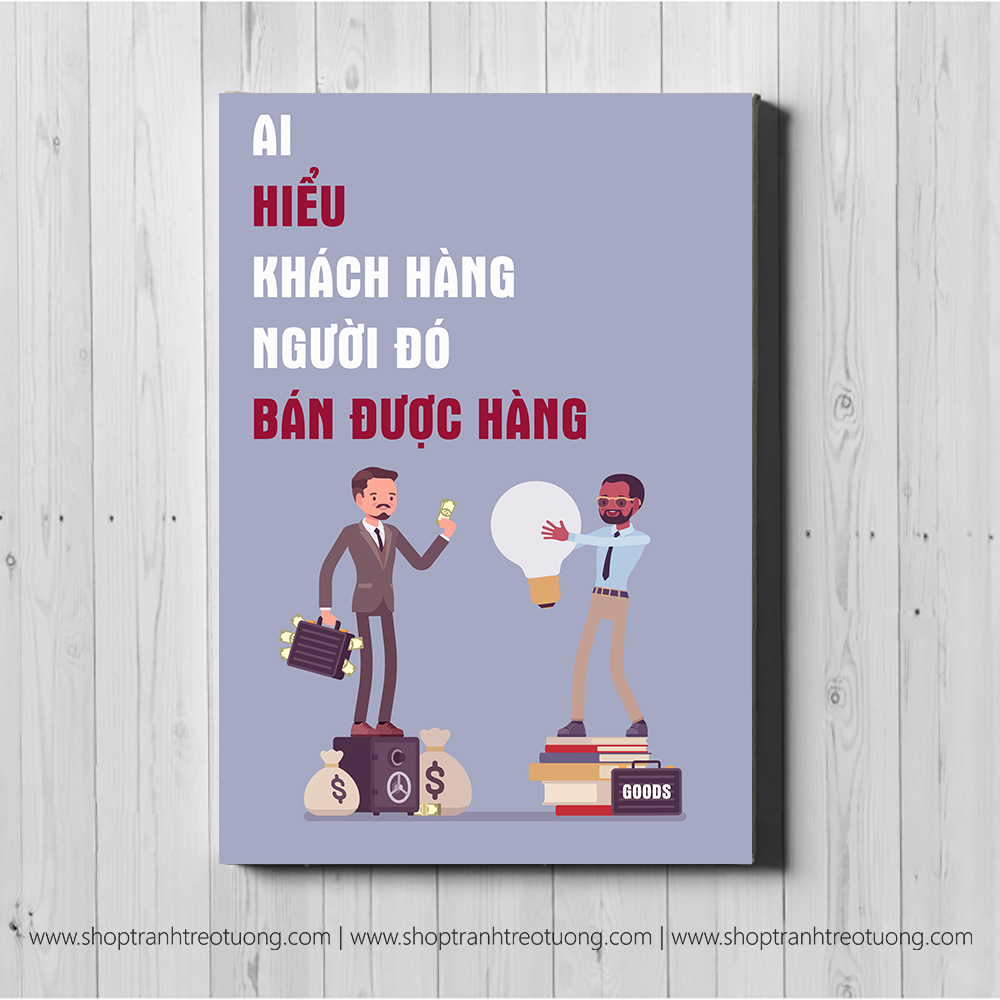 AI
HIỂU
KHÁCH HÀNG
NGƯỜI ĐÓ
BÁN ĐƯỢC HÀNG
$
$
GOODS
www.shoptranhtreotuong.com | www.shoptranhtreotuong.com | www.shoptranhtreotuong.com